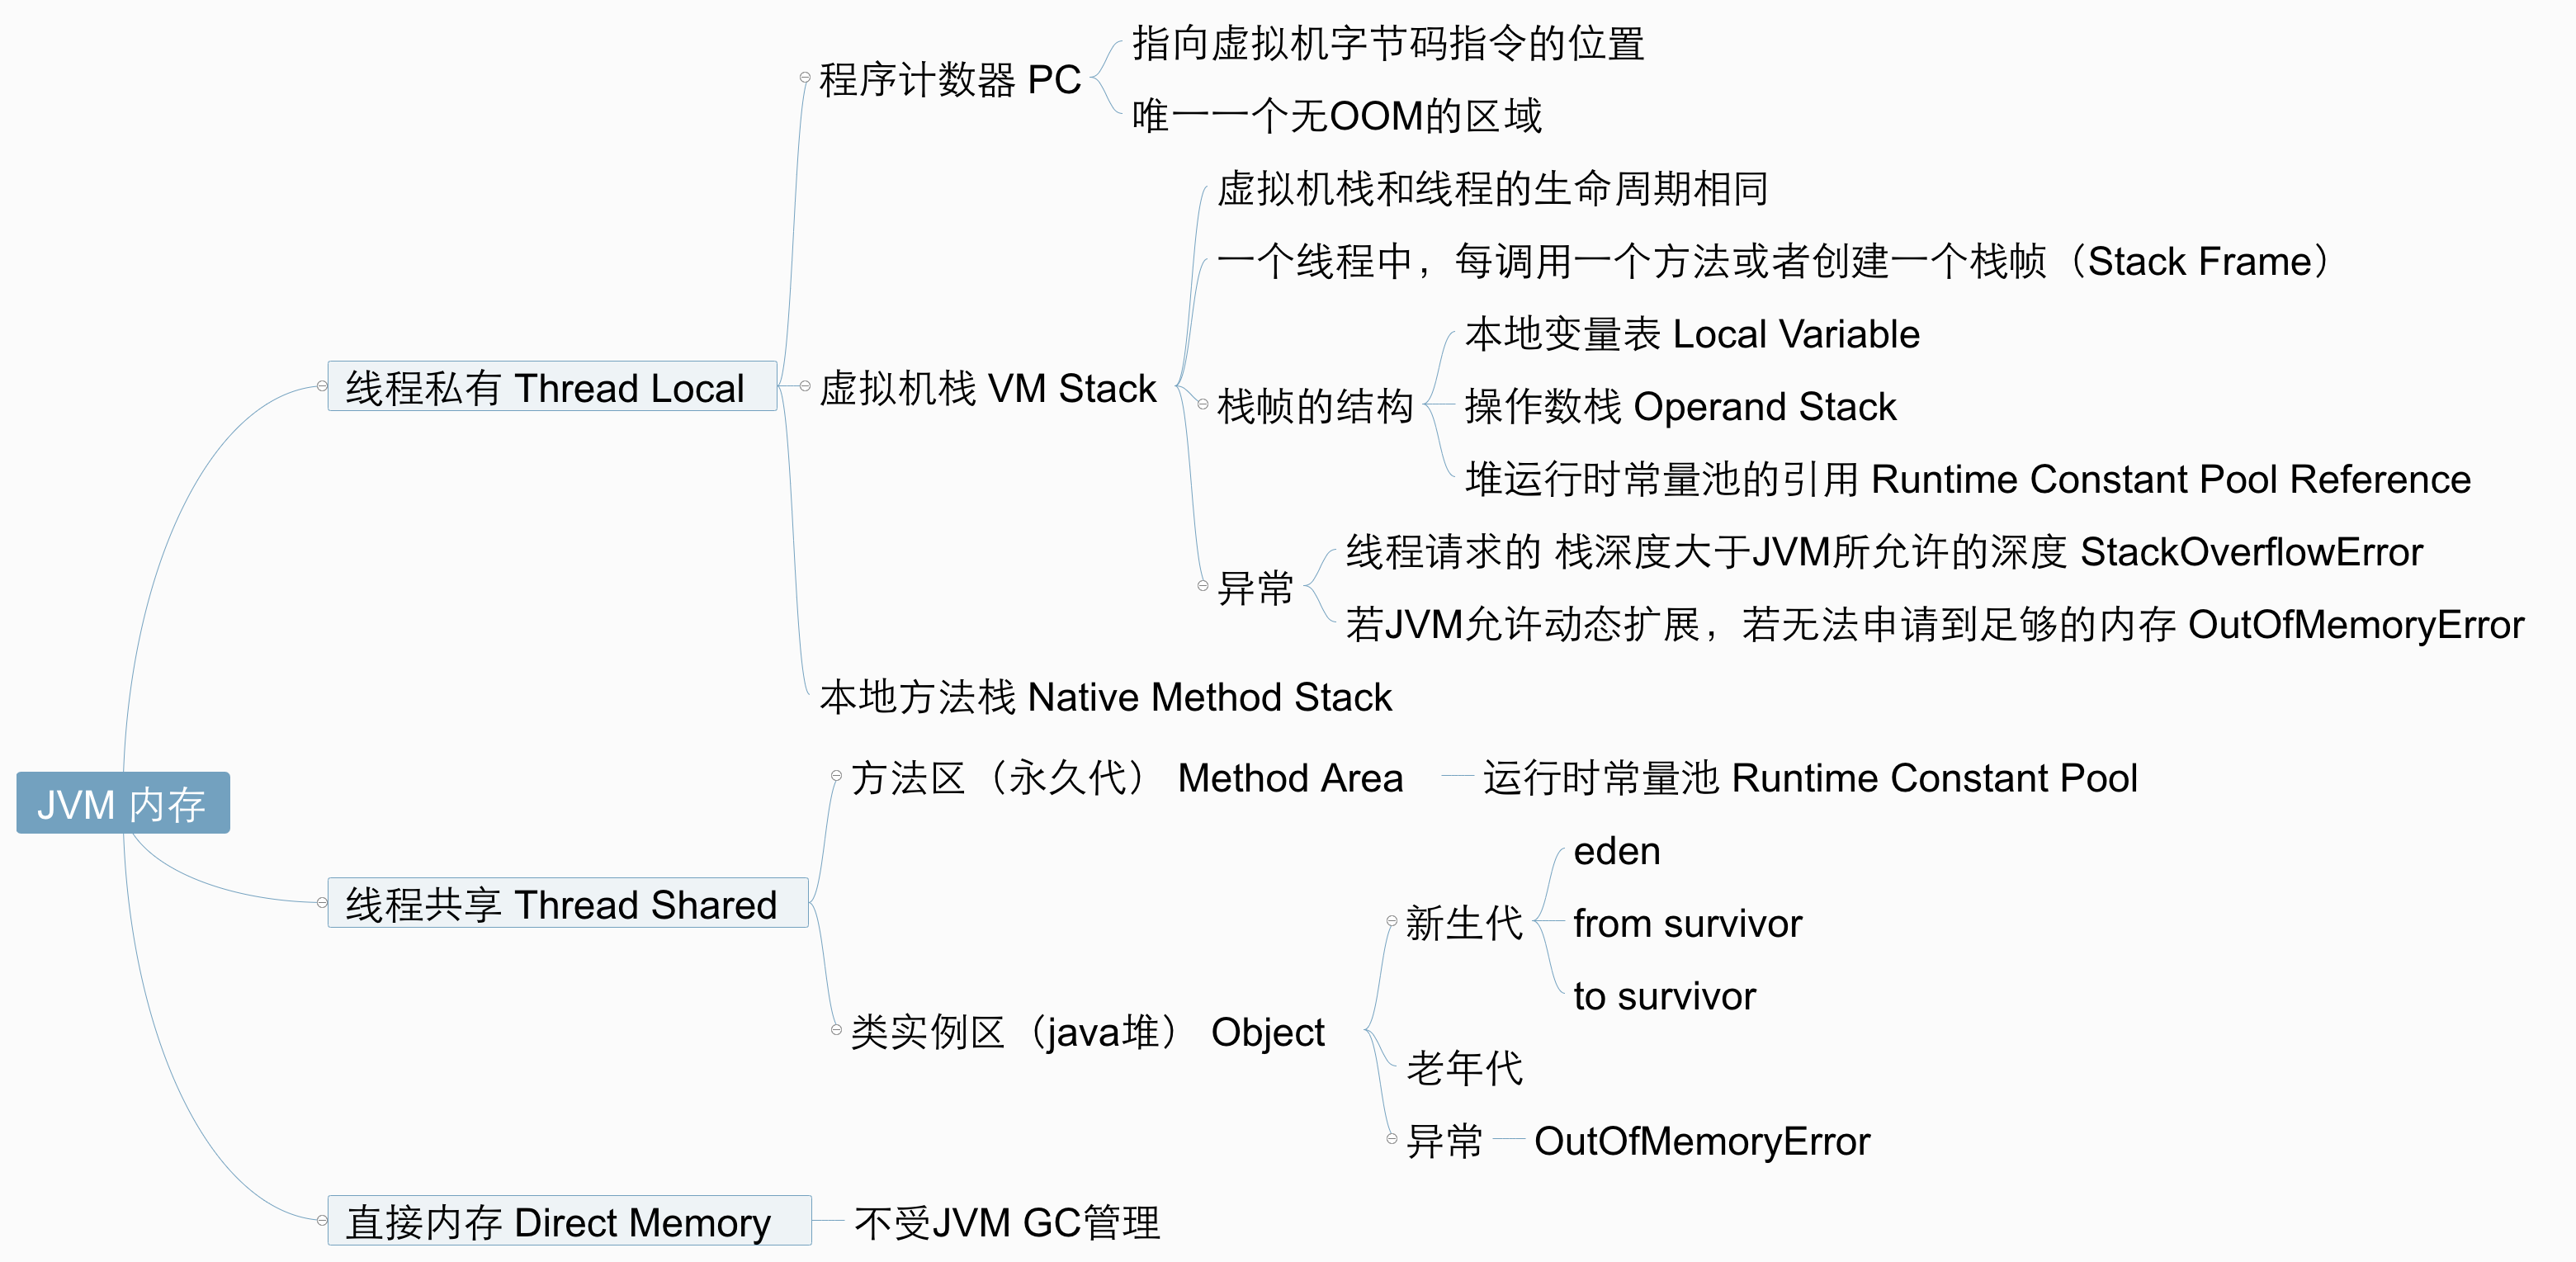 JVM 内存
线程私有 Thread Local
程序计数器 PC
指向虚拟机字节码指令的位置
唯一一个无OOM的区域
虚拟机栈 VM Stack
虚拟机栈和线程的生命周期相同
一个线程中，每调用一个方法或者创建一个栈帧（Stack Frame）
栈帧的结构
本地变量表 Local Variable
操作数栈 Operand Stack
堆运行时常量池的引用 Runtime Constant Pool Reference
异常
线程请求的 栈深度大于JVM所允许的深度 StackOverflowError
若JVM允许动态扩展，若无法申请到足够的内存 OutOfMemoryError
本地方法栈 Native Method Stack
线程共享 Thread Shared
方法区（永久代） Method Area
运行时常量池 Runtime Constant Pool
类实例区（java堆） Object
新生代
eden
from survivor
to survivor
老年代
异常
OutOfMemoryError
直接内存 Direct Memory
不受JVM GC管理